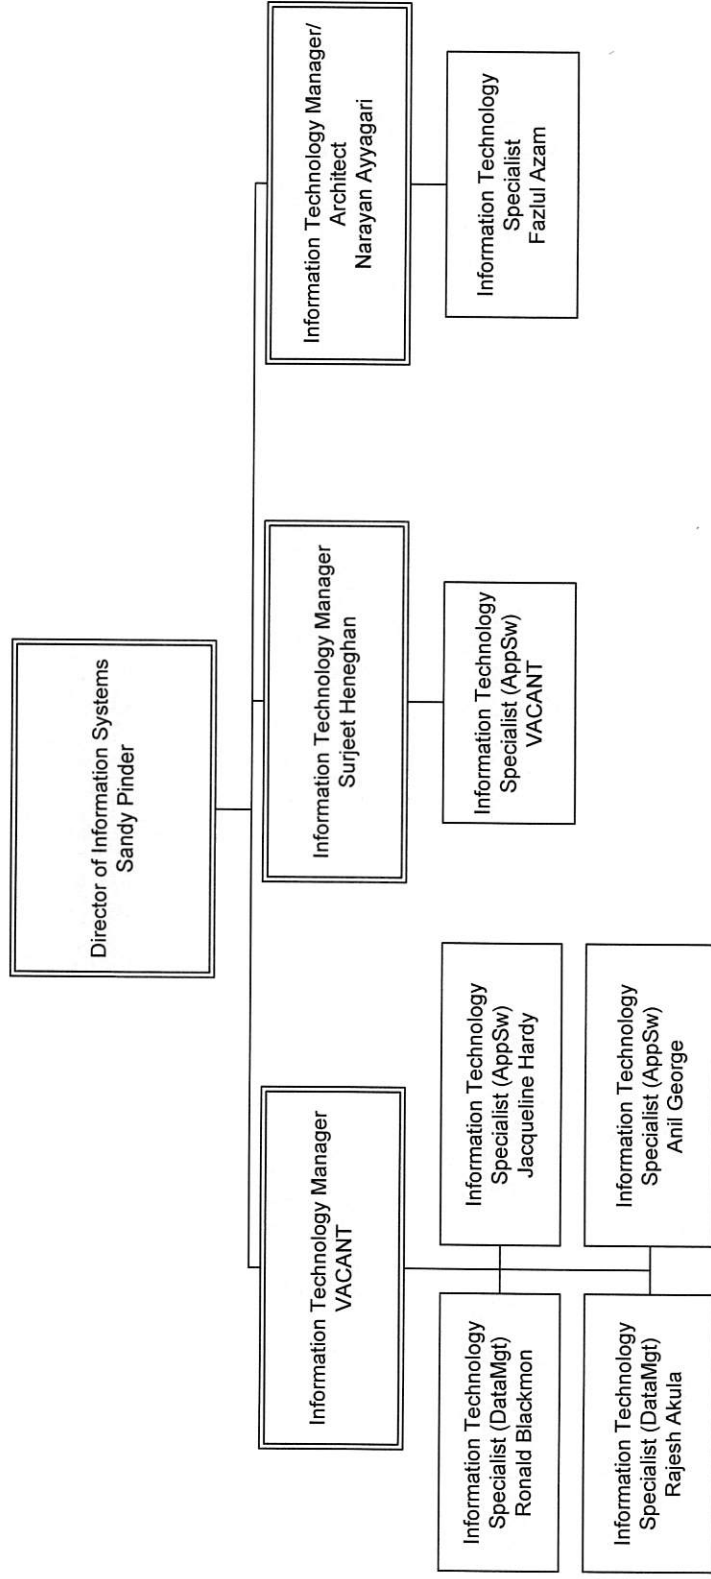 Director of Information Systems
Sandy Pinder
Information Technology Manager
VACANT
Information Technology Manager
Surjeet Heneghan
Information Technology Manager/
Architect
Narayan Ayyagari
Information Technology
Specialist (DataMgt)
Ronald Blackmon
Information Technology
Specialist (AppSw)
Jacqueline Hardy
Information Technology
Specialist (AppSw)
VACANT
Information Technology
Specialist
Fazlul Azam
Information Technology
Specialist (DataMgt)
Rajesh Akula
Information Technology
Specialist (AppSw)
Anil George